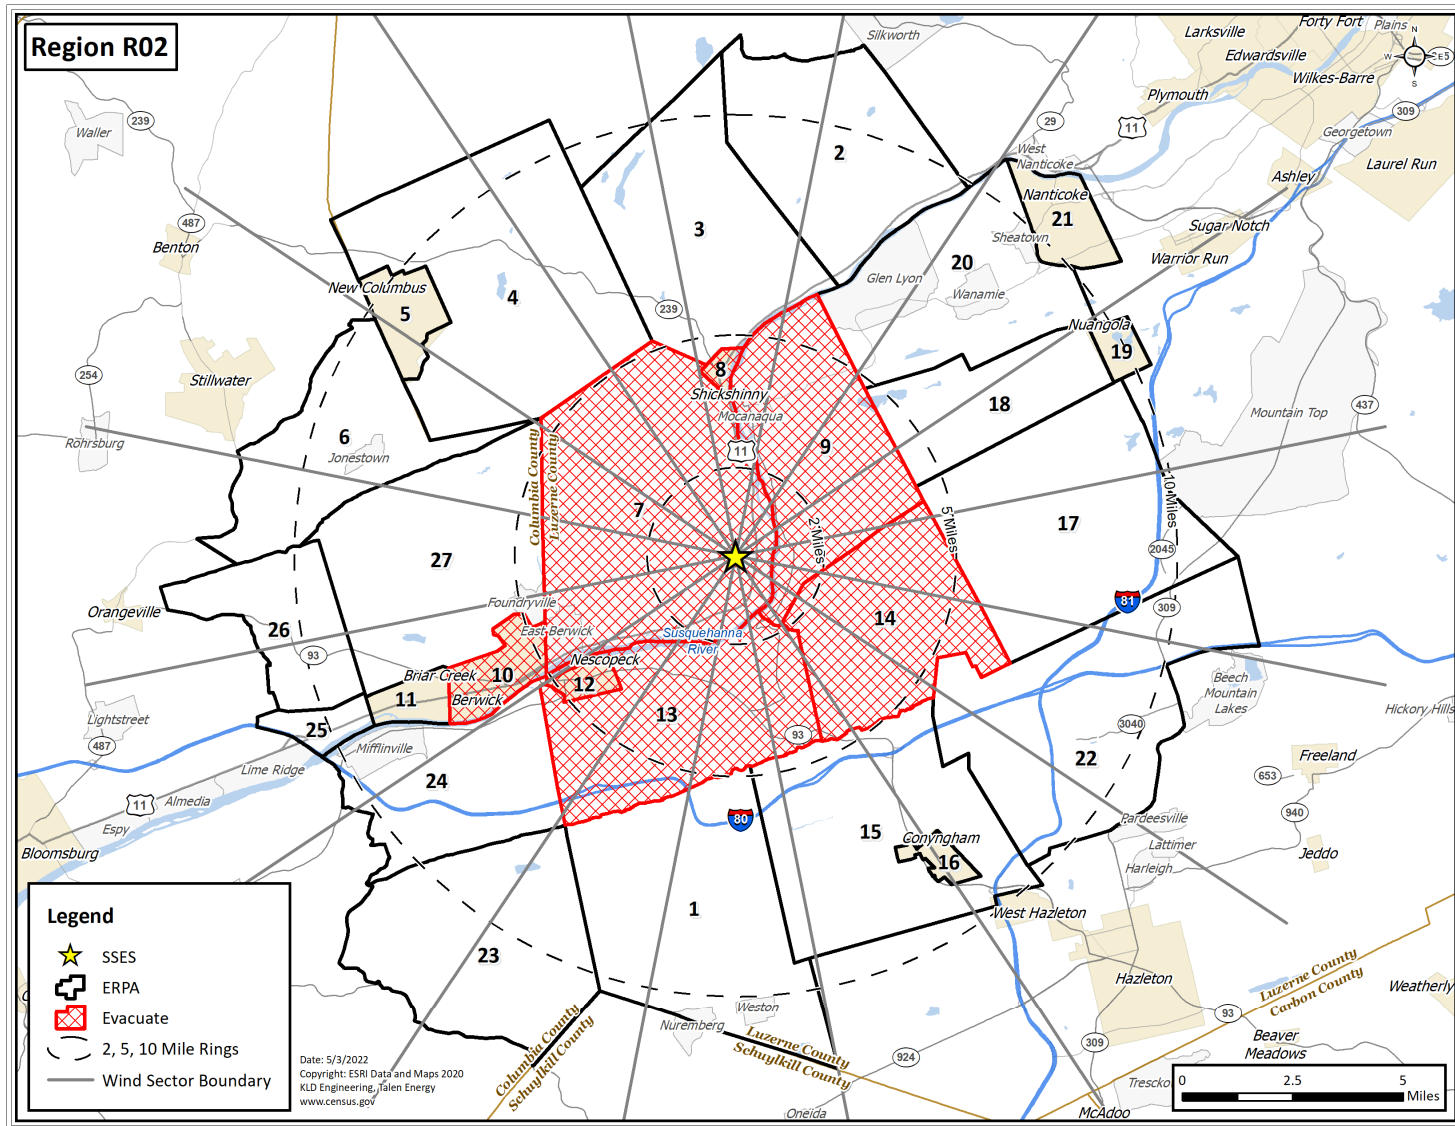 Region R02
Silkworth
Larksville
Forty Fort
Plains
N
W
E
S
Edwardsville
Wilkes-Barre
Plymouth
309
Waller
239
29
11
Georgetown
West
Nanticoke
Laurel Run
Ashley
2
Nanticoke
21
487
Benton
3
Sheatown
Sugar Notch
Warrior Run
20
Glen Lyon
Wanamie
New Columbus
5
4
239
Nuangola
19
254
Stillwater
8
Shickshinny
Mocanaqua
18
437
Mountain Top
Rohrsburg
6
Jonestown
Columbia County
Luzerne County
11
9
7
2 Miles
5 Miles
10 Miles
17
27
2045
Orangeville
Foundryville
81
309
26
East Berwick
14
Susquehanna
River
93
Briar Creek
10
Nescopeck
12
Berwick
11
13
Beech
Mountain
Lakes
Lightstreet
487
25
Mifflinville
93
3040
Hickory Hills
Lime Ridge
24
22
Freeland
653
11
Almedia
Espy
80
940
Pardeesville
Lattimer
Harleigh
Bloomsburg
15
Conyngham
16
Jeddo
1
West Hazleton
23
Hazleton
Luzerne County
Carbon County
Weatherly
Weston
Nuremberg
93
Beaver
Meadows
309
Columbia County
Schuylkill County
Luzerne County
Schuylkill County
924
Oneida
McAdoo
Legend
SSES
ERPA
Evacuate
2, 5, 10 Mile Rings
Wind Sector Boundary
Date: 5/3/2022
Copyright: ESRI Data and Maps 2020
KLD Engineering, Talen Energy
www.census.gov
0 2.5 5
Miles